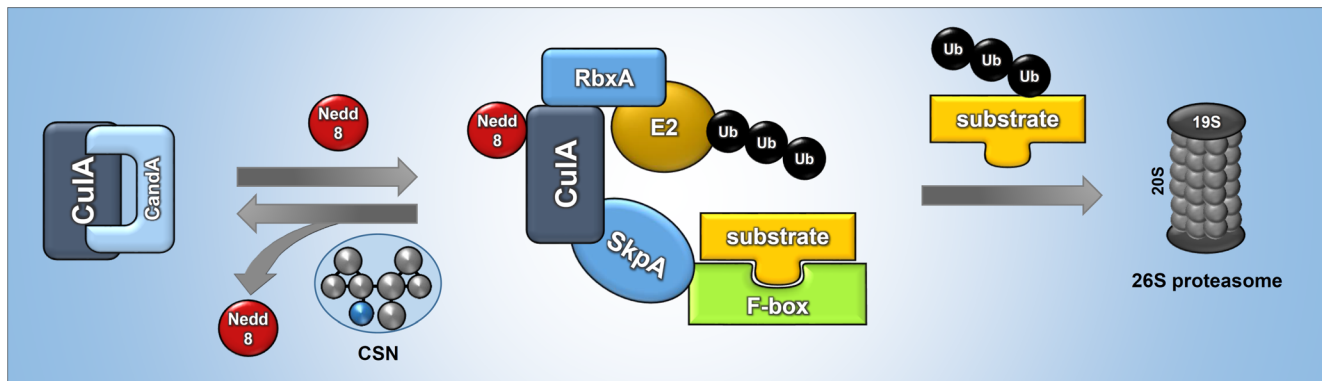 CulA
CandA
Nedd
8
Nedd
8
CSN
Nedd
8
RbxA
CulA
E2
Ub
Ub
Ub
SkpA
substrate
F-box
Ub
Ub
Ub
substrate
19S
20S
26S proteasome